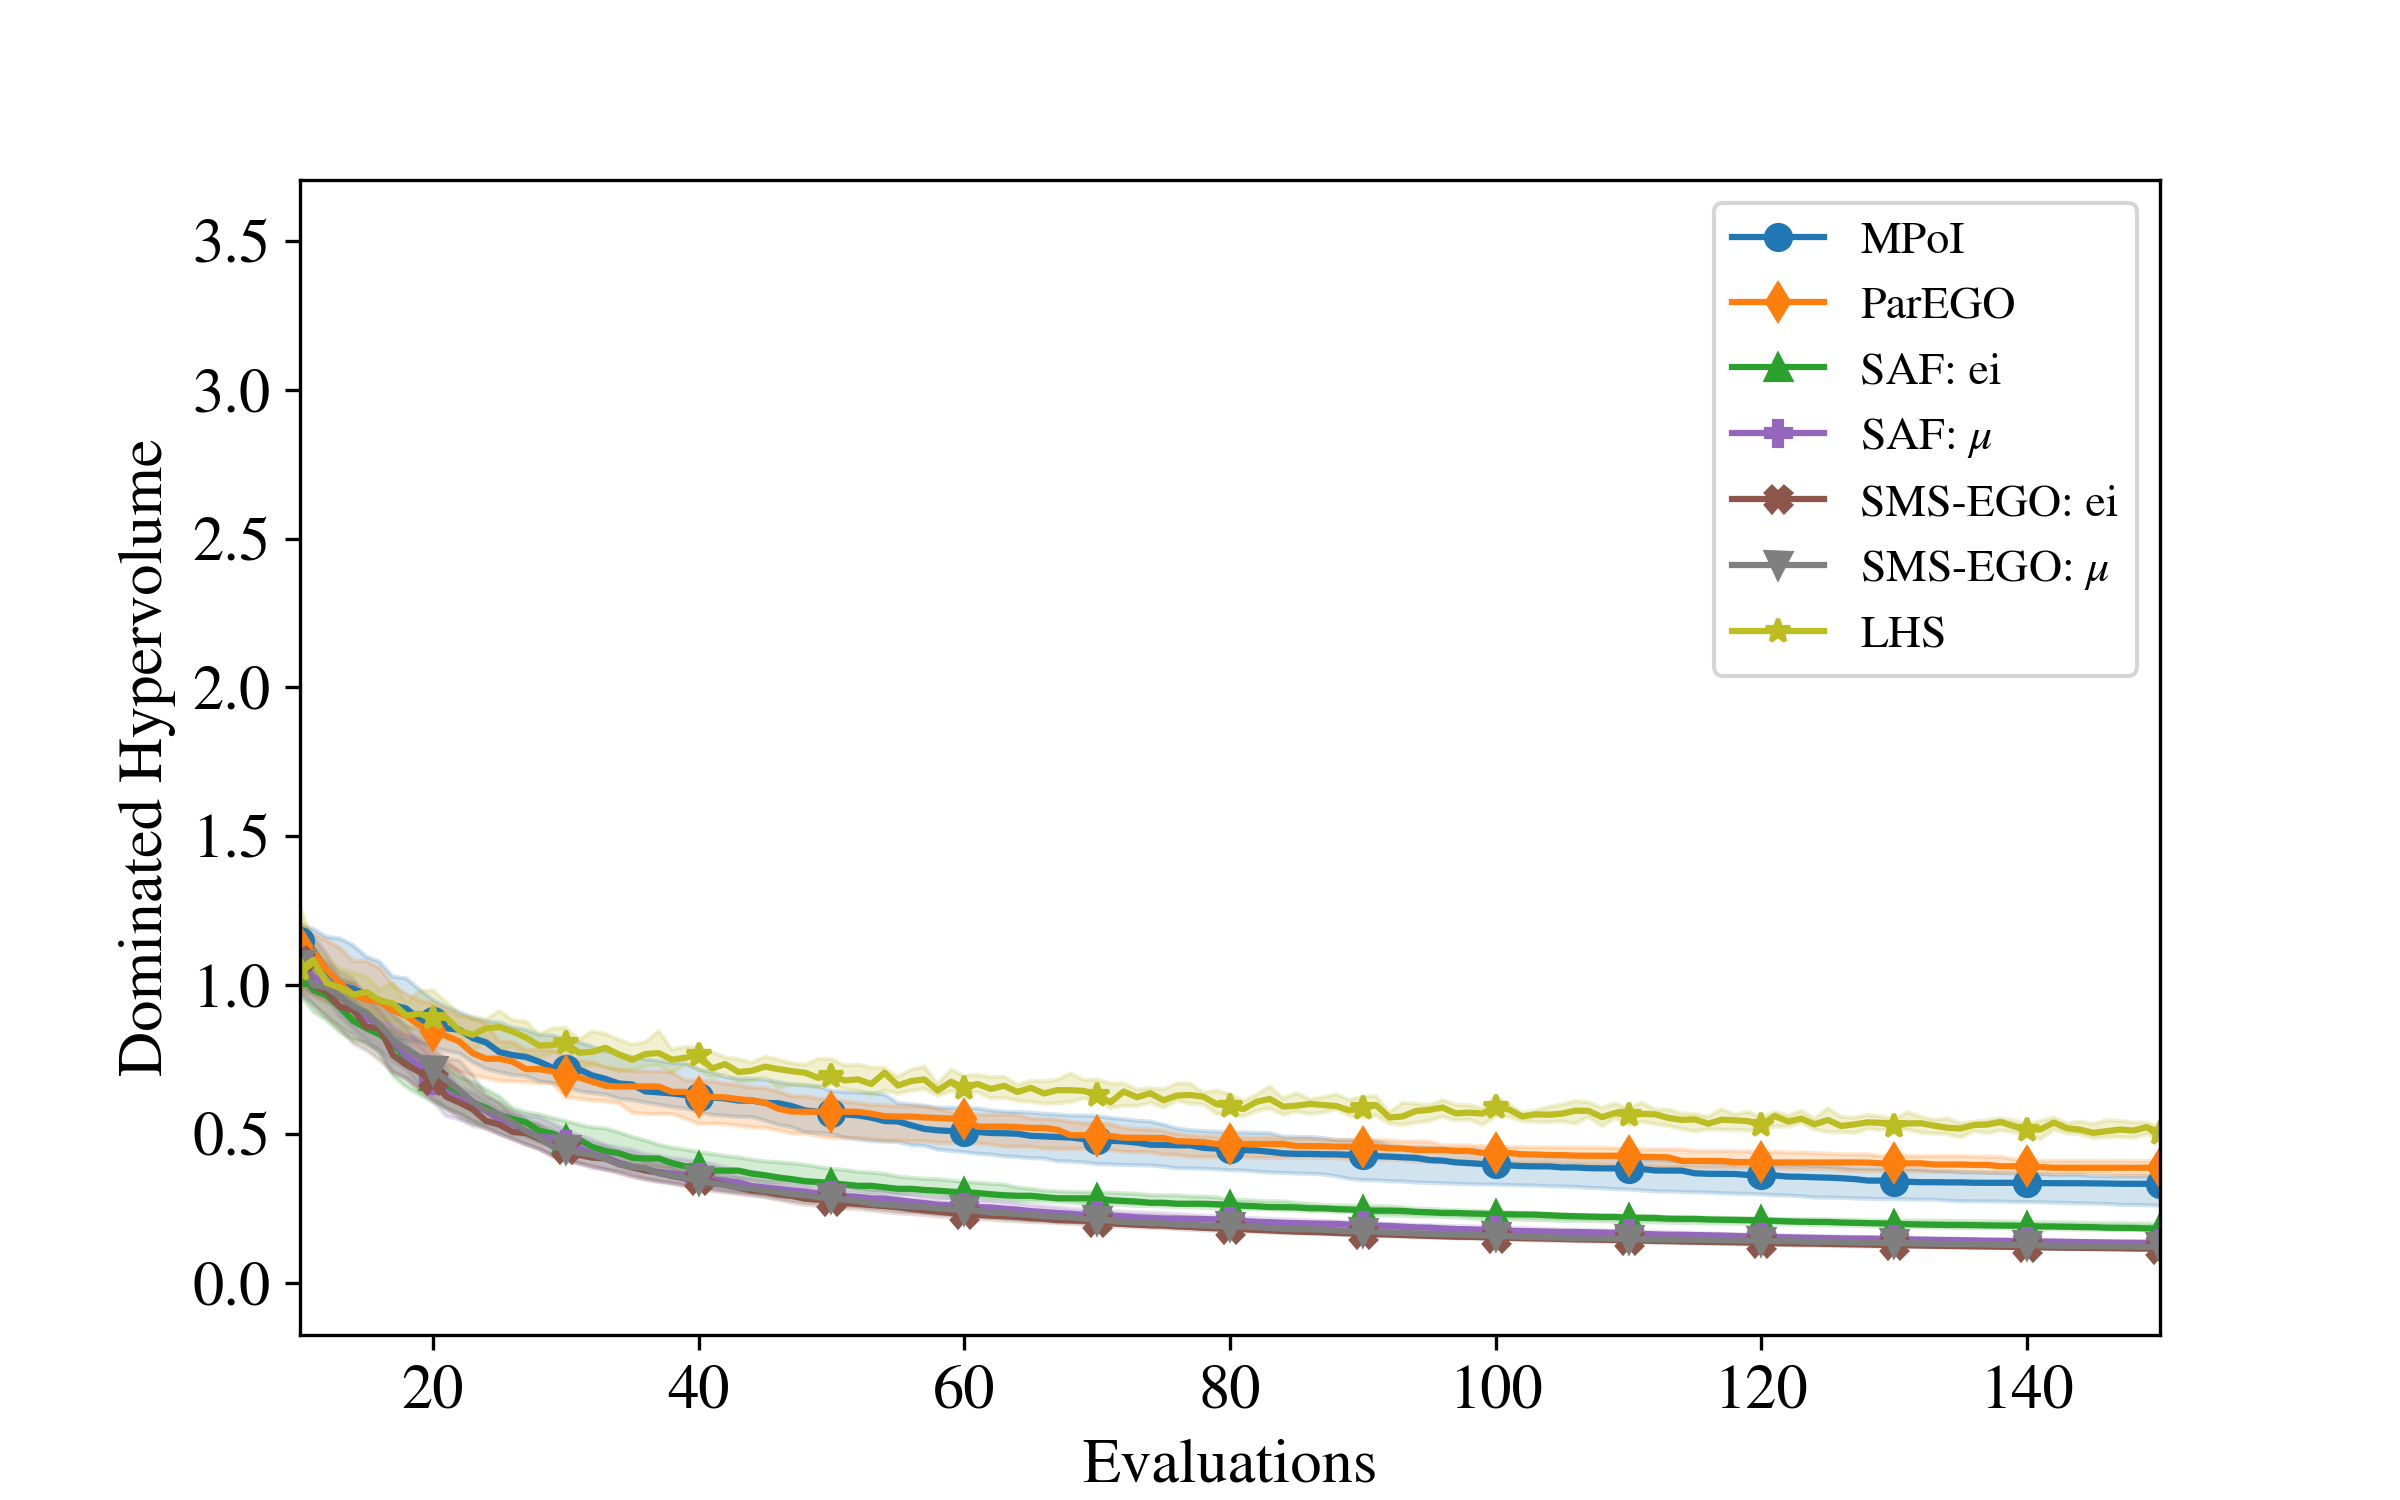 Dominated Hypervolume
3.5
3.0
2.5
2.0
1.5
1.0
0.5
0.0
MPoI
ParEGO
SAF: ei
SAF: μ
SMS-EGO: ei
SMS-EGO: μ
LHS
20 40 60 80 100 120 140
Evaluations